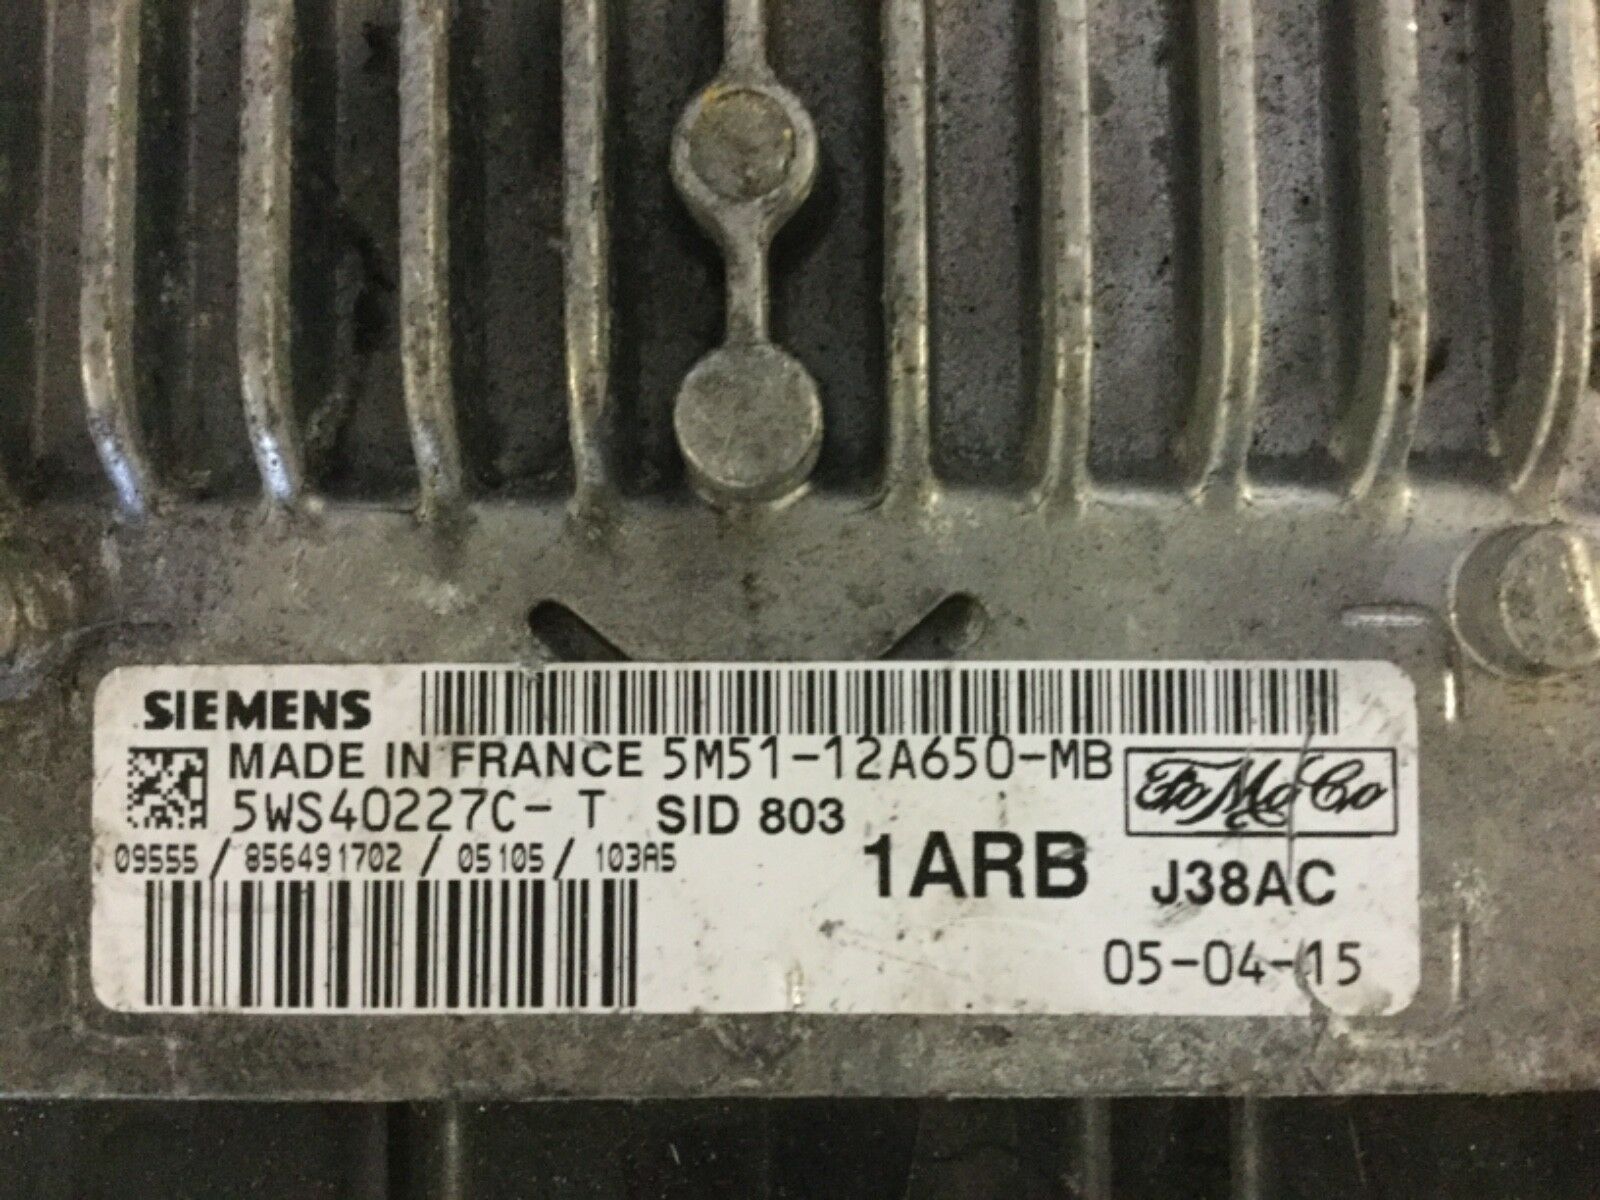 SIEMENS
MADE IN FRANCE 5M51-12A650-MB
FoMoCo
5WS40227C-T SID 803
09555/856491702/05105/103A5
1ARB J38AC
05-04-15